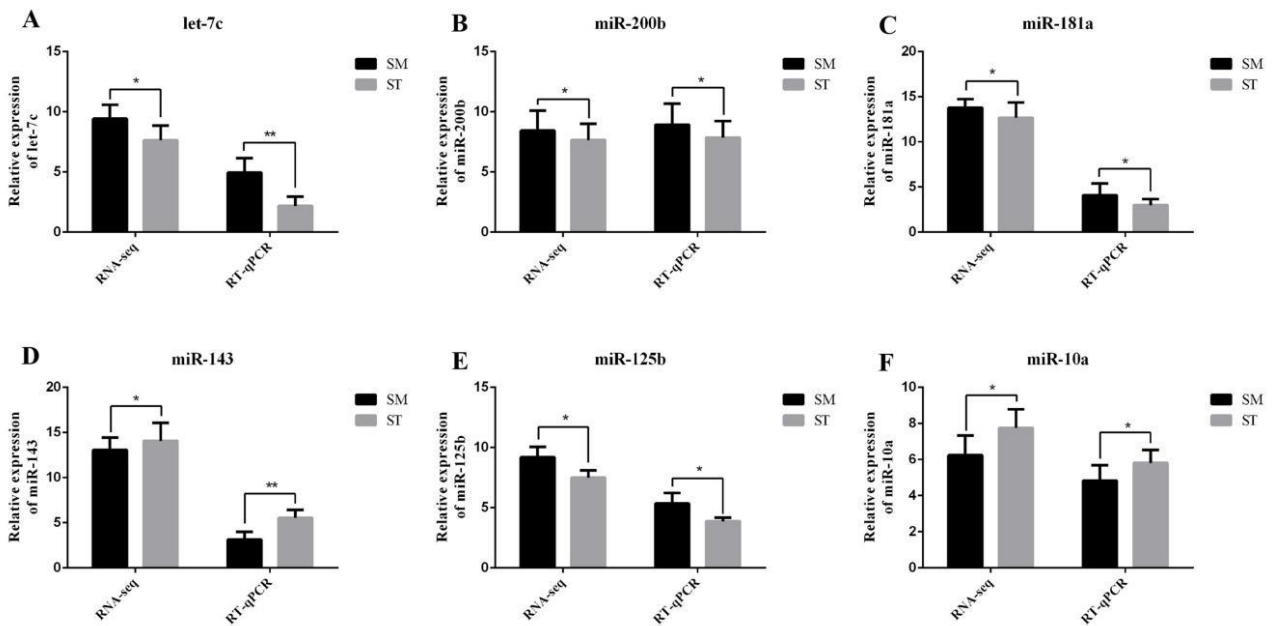 A
let-7c
Relative expression
of let-7c
15
10
5
0
*
**
RNA-seq
RT-qPCR
SM
ST
B
miR-200b
Relative expression
of miR-200b
15
10
5
0
*
*
RNA-seq
RT-qPCR
SM
ST
C
miR-181a
Relative expression
of miR-181a
20
15
10
5
0
*
*
RNA-seq
RT-qPCR
SM
ST
D
miR-143
Relative expression
of miR-143
20
15
10
5
0
*
**
RNA-seq
RT-qPCR
SM
ST
E
miR-125b
Relative expression
of miR-125b
15
10
5
0
*
*
RNA-seq
RT-qPCR
SM
ST
F
miR-10a
Relative expression
of miR-10a
10
8
6
4
2
0
*
*
RNA-seq
RT-qPCR
SM
ST